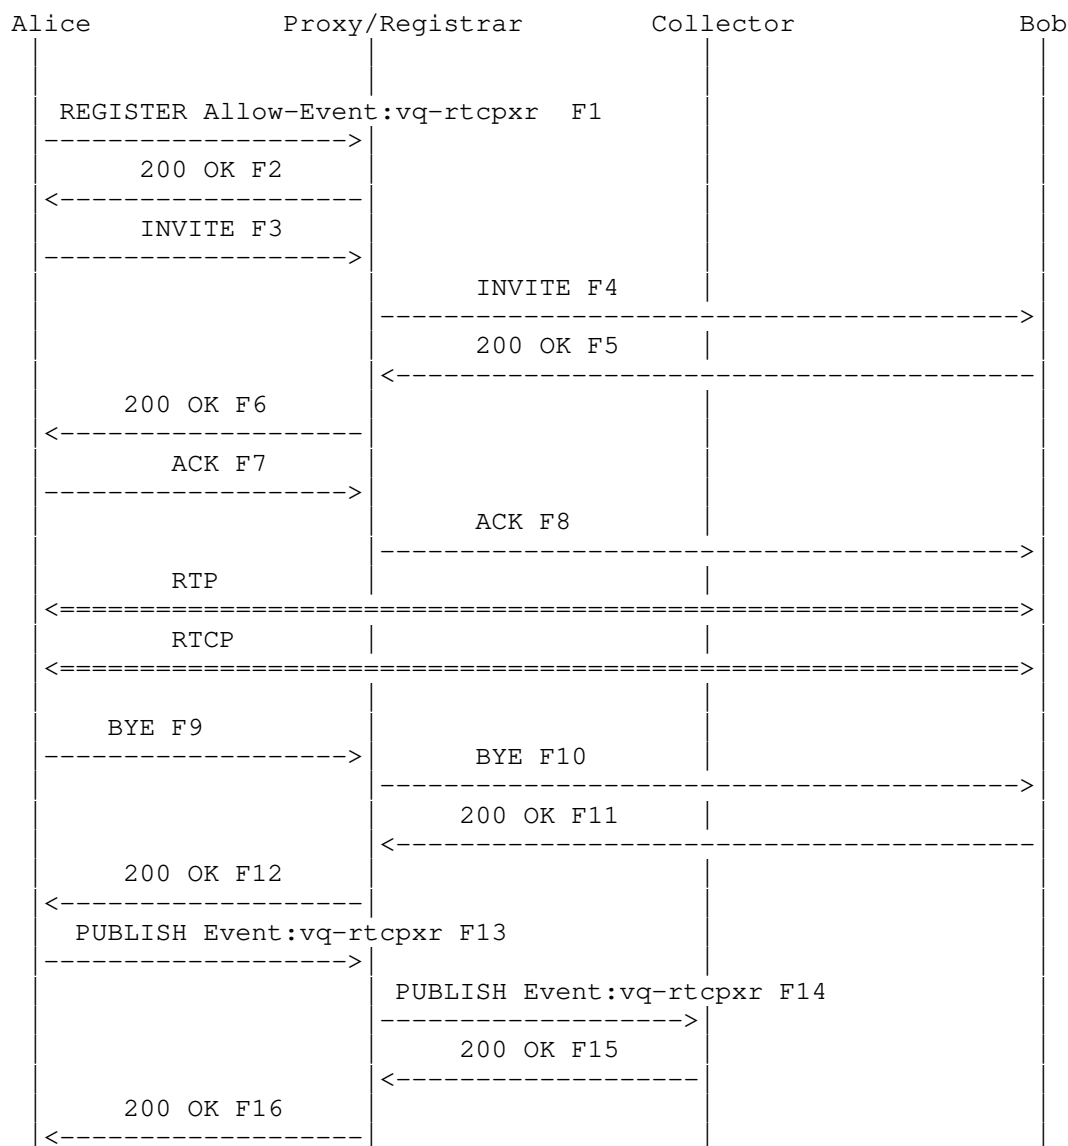 Alice Proxy/Registrar Collector Bob
REGISTER Allow-Event:vq-rtcpxr F1
200 OK F2
INVITE F3
INVITE F4
200 OK F5
200 OK F6
ACK F7
ACK F8
RTP
RTCP
BYE F9
BYE F10
200 OK F11
200 OK F12
PUBLISH Event:vq-rtcpxr F13
PUBLISH Event:vq-rtcpxr F14
200 OK F15
200 OK F16